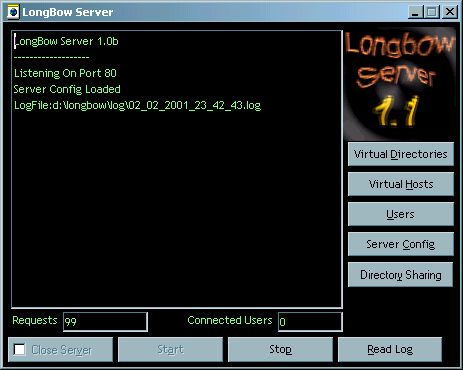 LongBow Server
LongBow Server 1.0b
-------------------
Listening On Port 80
Server Config Loaded
LogFile:d:\longbow\log\02_02_2001_23_42_43.log
Longbow
Server
1.1
Virtual Directories
Virtual Hosts
Users
Server Config
Directory Sharing
Requests 99 Connected Users 0
Close Server Start Stop Read Log